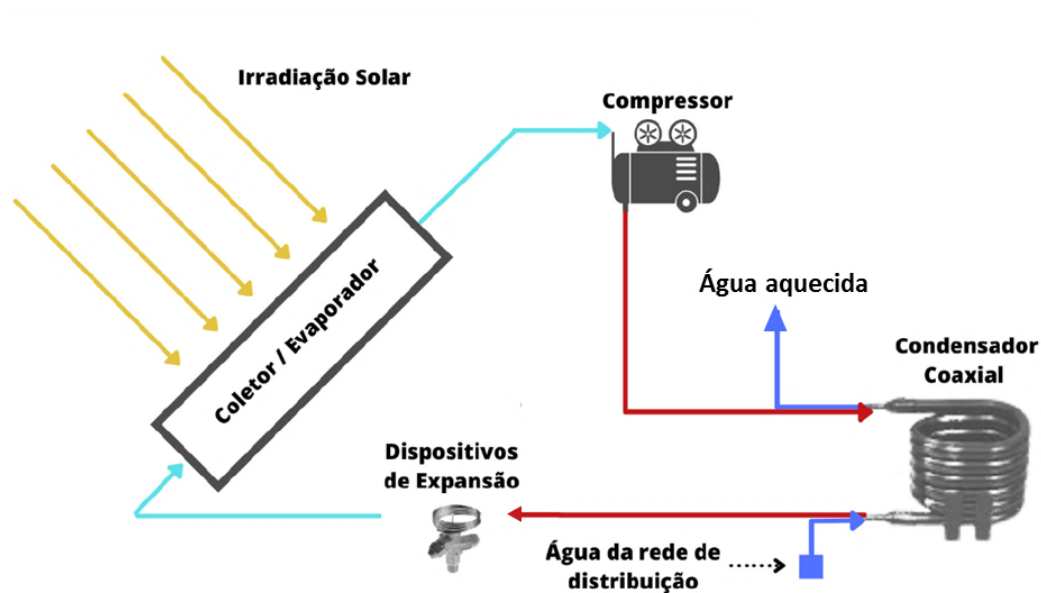 Irradiação Solar
Compressor
Coletor / Evaporador
Água aquecida
Condensador
Coaxial
Dispositivos
de Expansão
Água da rede de
distribuição